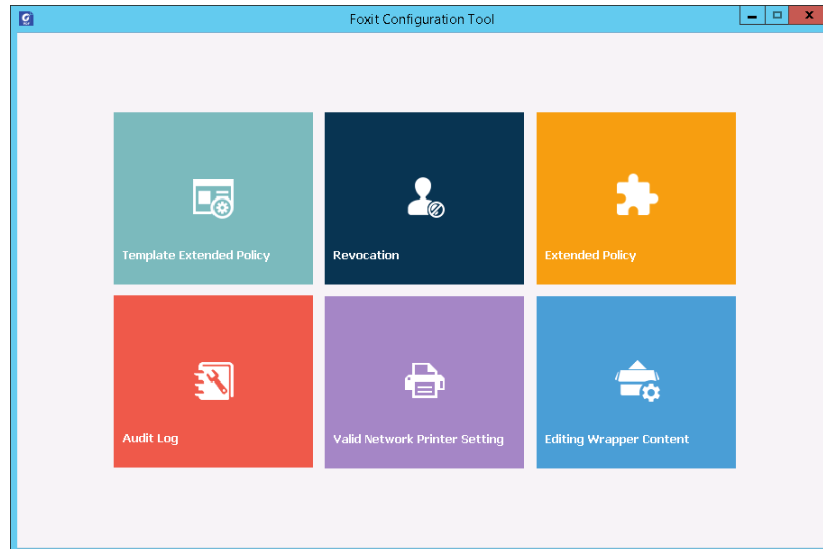 Foxit Configuration Tool
Template Extended Policy
Revocation
Extended Policy
Audit Log
Valid Network Printer Setting
Editing Wrapper Content